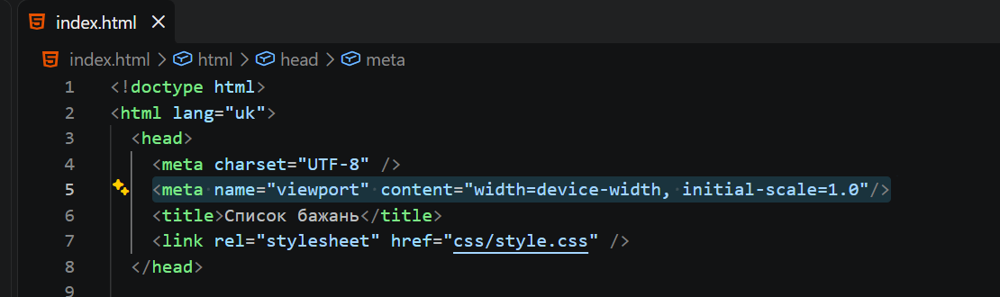 index.html
index.html > html > head > meta
1 <!doctype html>
2 <html lang="uk">
3 <head>
4 <meta charset="UTF-8" />
5 <meta name="viewport" content="width=device-width, initial-scale=1.0"/>
6 <title>Список бажань</title>
7 <link rel="stylesheet" href="css/style.css" />
8 </head>
9